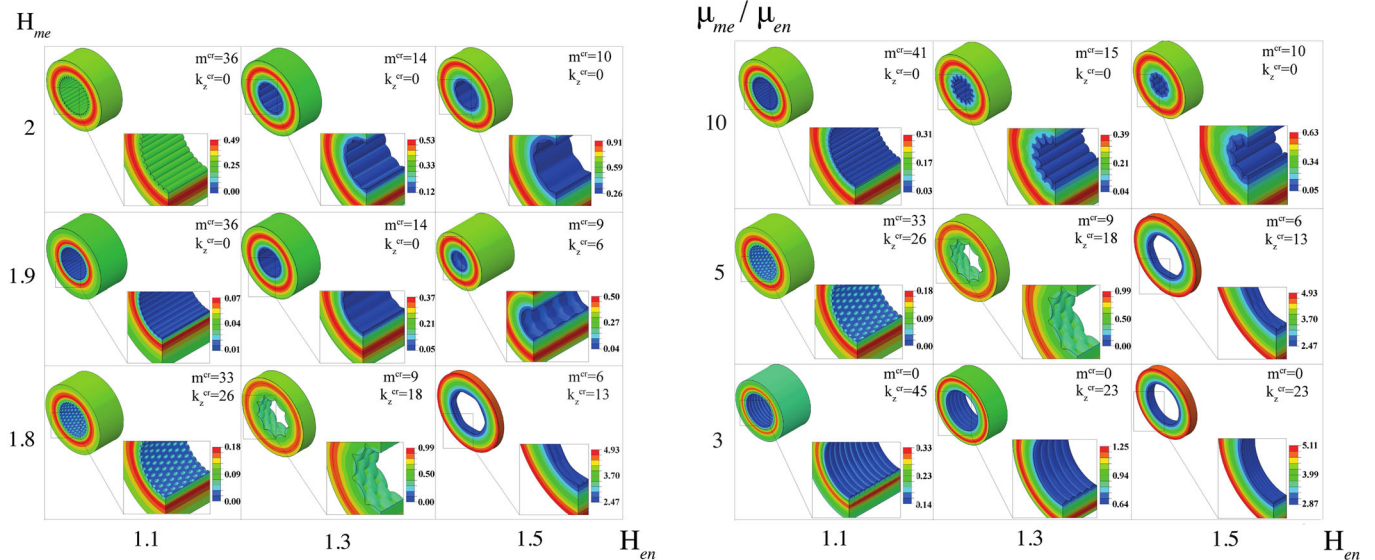 H_me
μ_me / μ_en
m^cr=36
k_z^cr=0
m^cr=14
k_z^cr=0
m^cr=10
k_z^cr=0
2
0.49
0.24
0.00
0.53
0.33
0.12
0.91
0.59
0.26
m^cr=36
k_z^cr=0
m^cr=14
k_z^cr=0
m^cr=9
k_z^cr=6
1.9
0.07
0.04
0.01
0.37
0.21
0.05
0.50
0.27
0.04
m^cr=33
k_z^cr=26
m^cr=9
k_z^cr=18
m^cr=6
k_z^cr=13
1.8
0.18
0.09
0.00
0.99
0.50
0.00
4.93
3.70
2.47
1.1
1.3
1.5
H_en
m^cr=41
k_z^cr=0
m^cr=15
k_z^cr=0
m^cr=10
k_z^cr=0
10
0.31
0.17
0.03
0.39
0.21
0.04
0.63
0.34
0.05
m^cr=33
k_z^cr=26
m^cr=9
k_z^cr=18
m^cr=6
k_z^cr=13
5
0.18
0.09
0.00
0.99
0.50
0.00
4.93
3.70
2.47
m^cr=0
k_z^cr=45
m^cr=0
k_z^cr=23
m^cr=0
k_z^cr=23
3
0.33
0.23
0.14
1.25
0.94
0.64
5.11
3.99
2.87
1.1
1.3
1.5
H_en